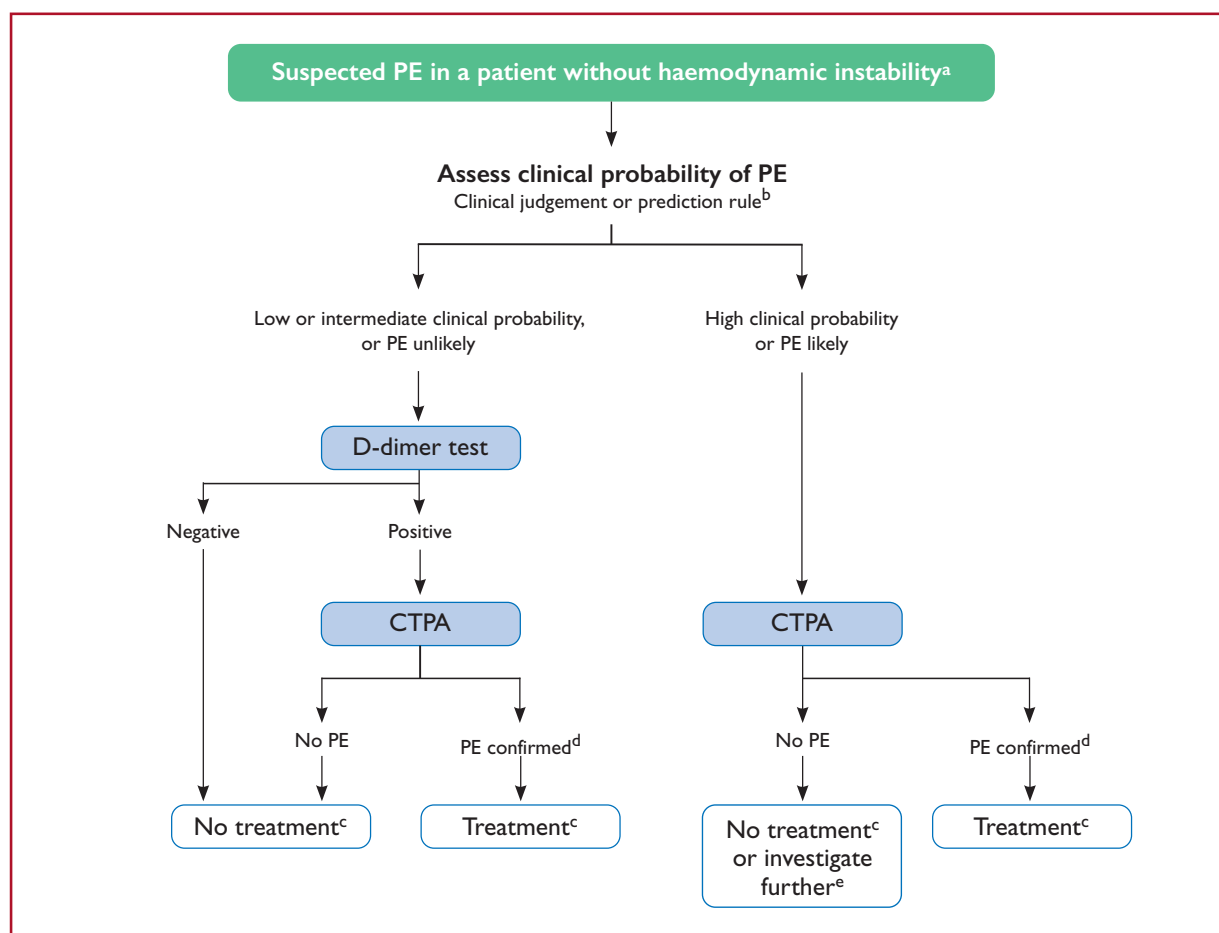 Suspected PE in a patient without haemodynamic instabilityᵃ
Assess clinical probability of PE
Clinical judgement or prediction ruleᵇ
Low or intermediate clinical probability,
or PE unlikely
High clinical probability
or PE likely
D-dimer test
Negative
Positive
CTPA
CTPA
No PE
PE confirmedᵈ
No PE
PE confirmedᵈ
No treatmentᶜ
Treatmentᶜ
No treatmentᶜ
or investigate
furtherᵉ
Treatmentᶜ